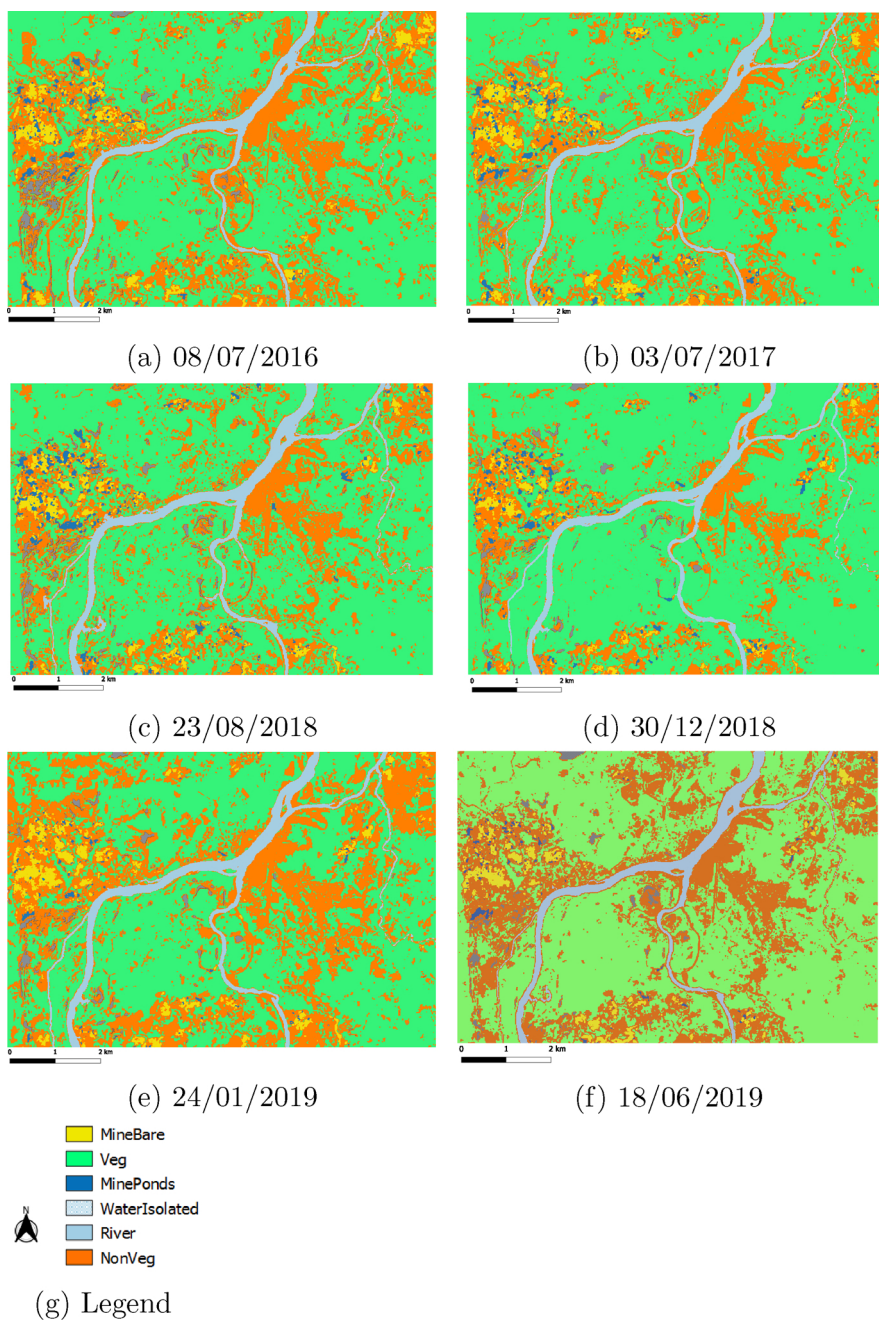 0 1 2 km
0 1 2 km
(a) 08/07/2016
(b) 03/07/2017
0 1 2 km
0 1 2 km
(c) 23/08/2018
(d) 30/12/2018
0 1 2 km
0 1 2 km
(e) 24/01/2019
(f) 18/06/2019
MineBare
Veg
MinePonds
WaterIsolated
River
NonVeg
N
(g) Legend